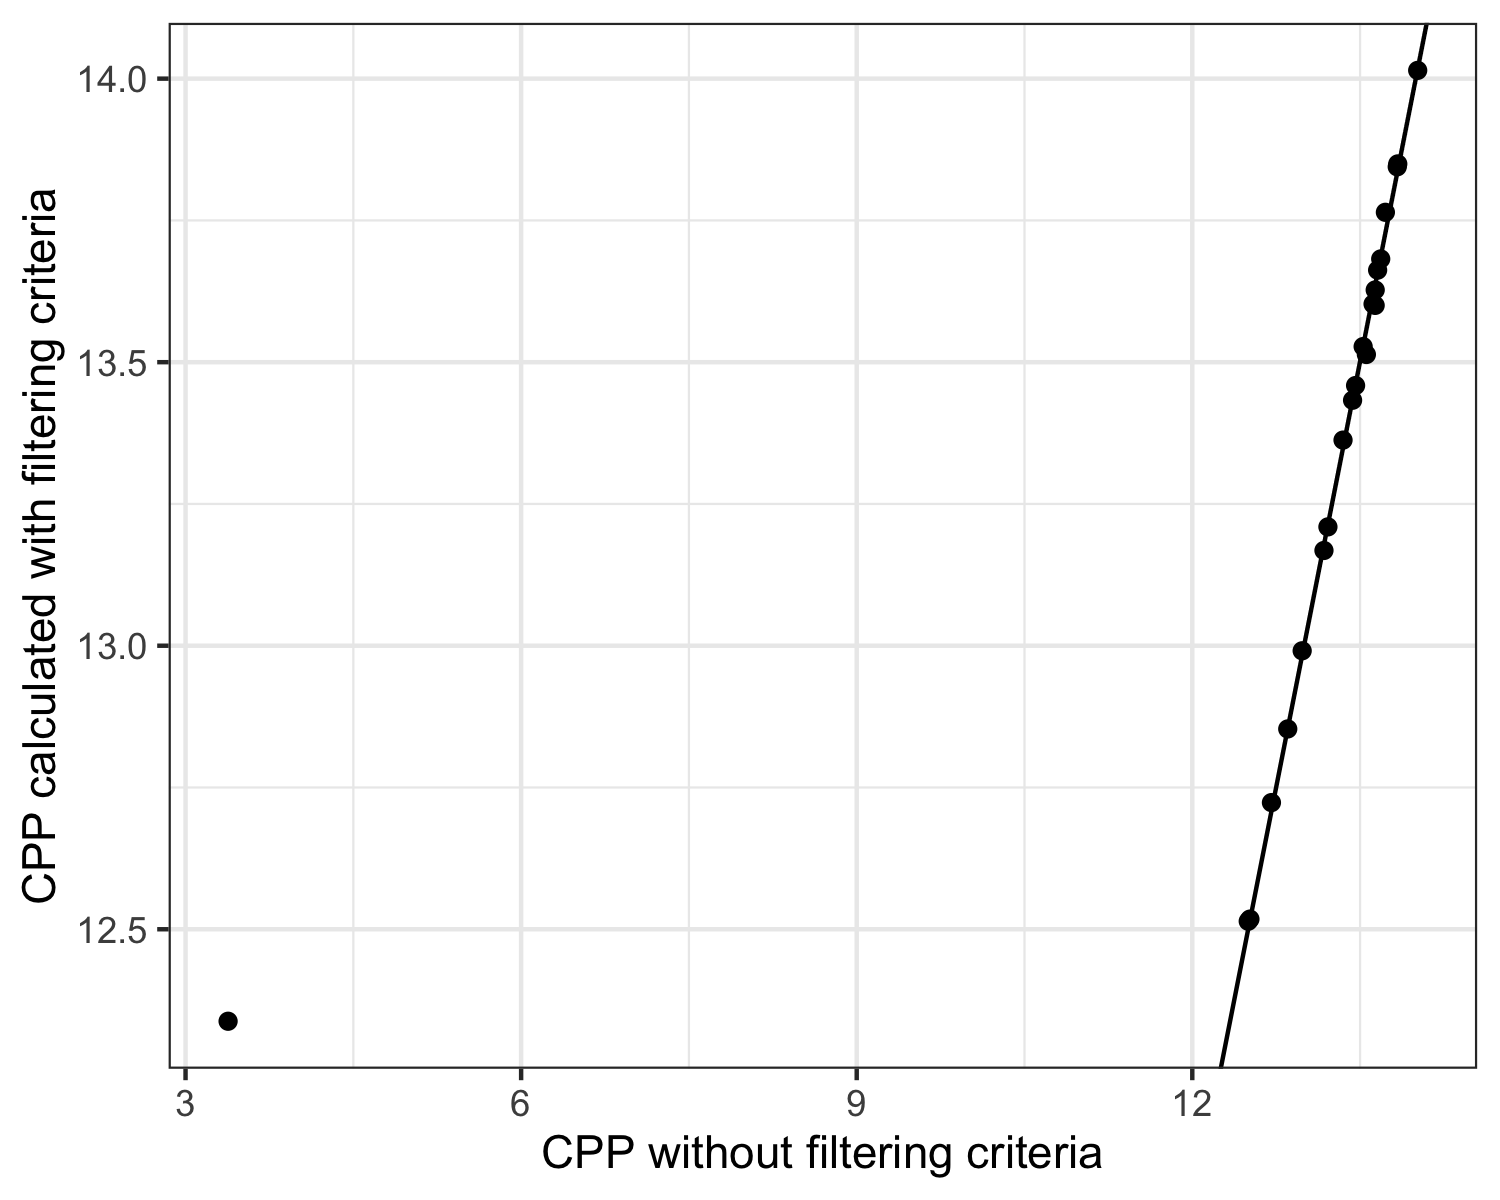 14.0
13.5
13.0
12.5
3 6 9 12
CPP without filtering criteria
CPP calculated with filtering criteria